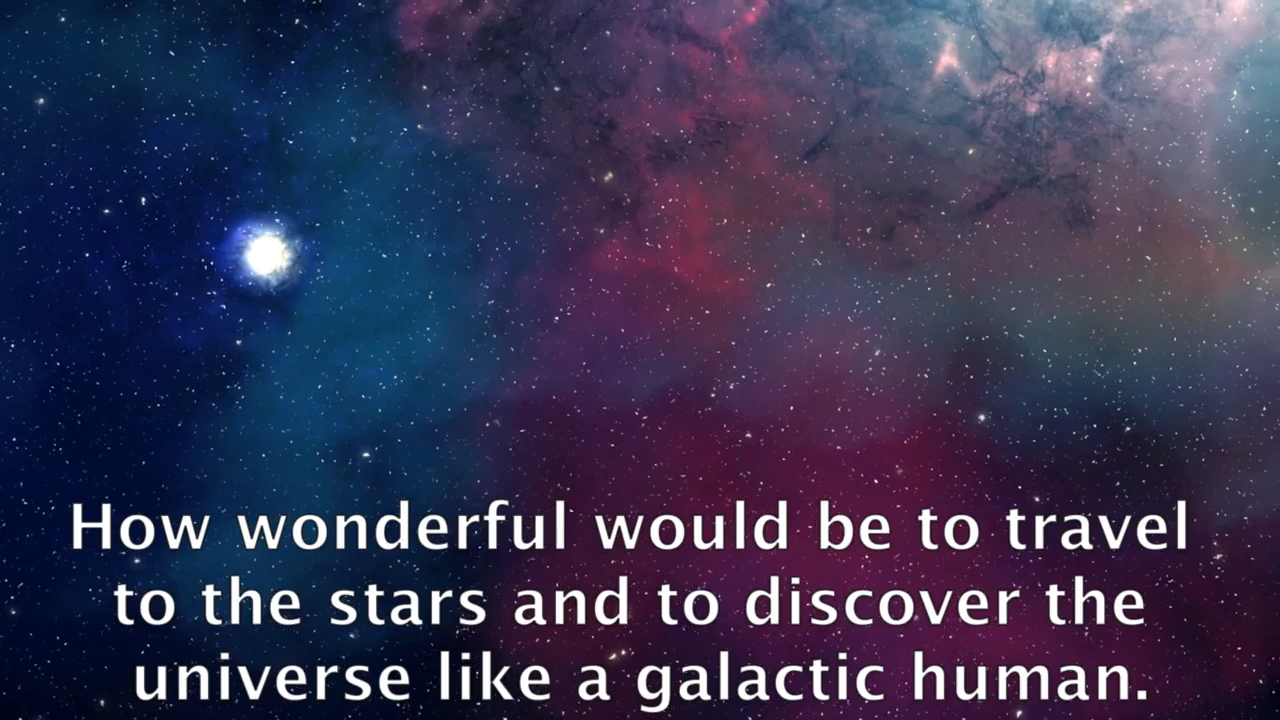 How wonderful would be to travel
to the stars and to discover the
universe like a galactic human.